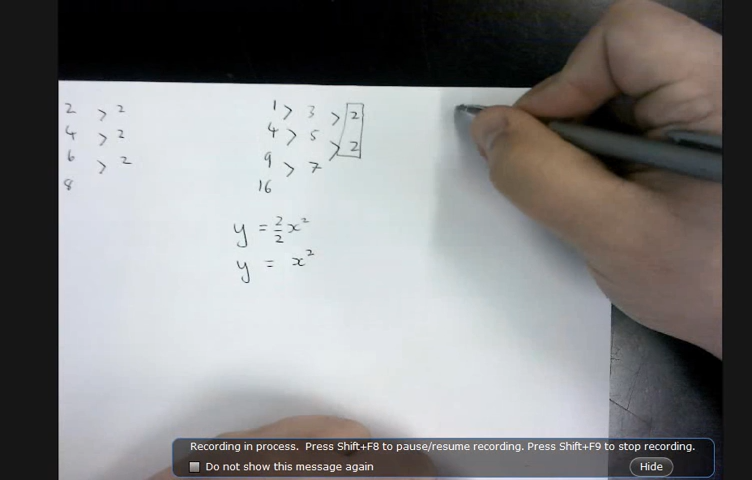 2 > 2
4 > 2
6 > 2
8
1 > 3 > 2
4 > 5
> 2
9 > 7
16
y = 2/2 x²
y = x²
Recording in process. Press Shift+F8 to pause/resume recording. Press Shift+F9 to stop recording.
Do not show this message again
Hide